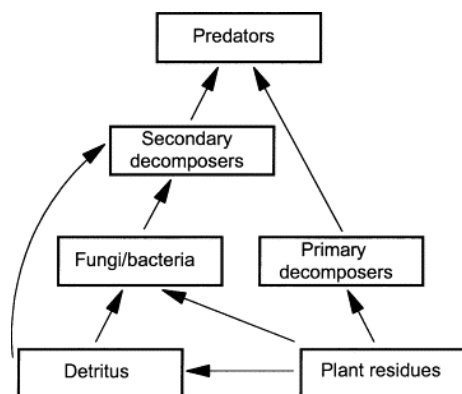 Predators
Secondary
decomposers
Fungi/bacteria
Primary
decomposers
Detritus
Plant residues